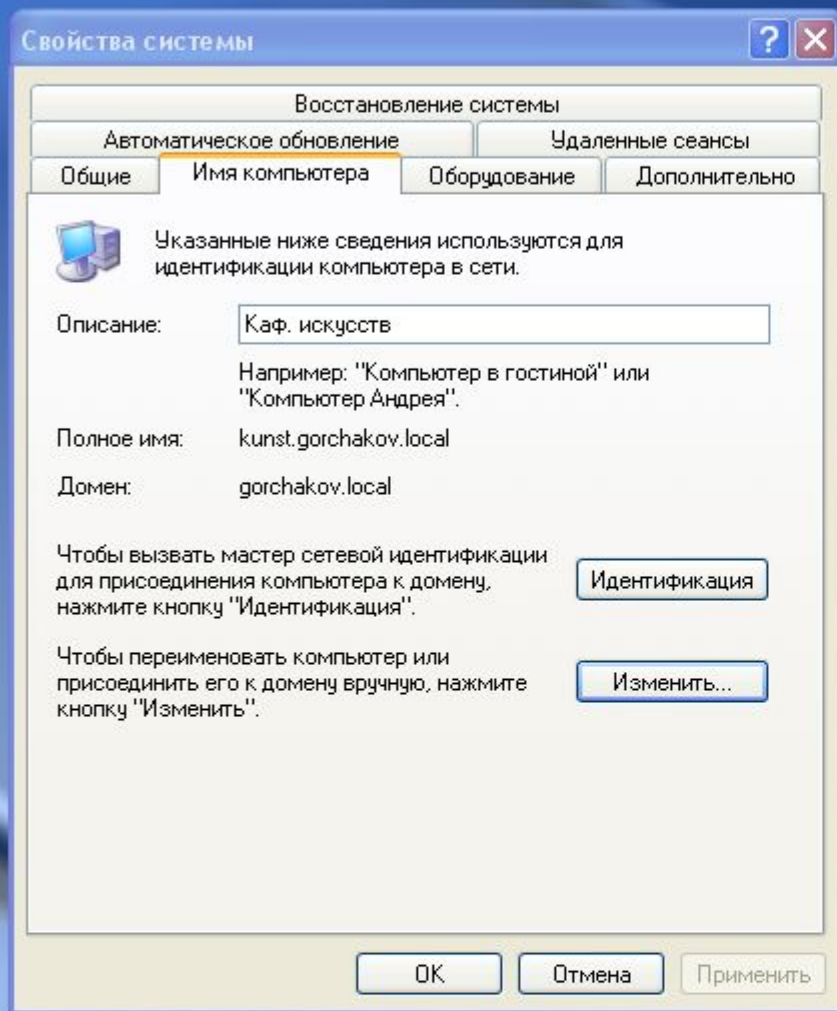 Свойства системы
Восстановление системы
Автоматическое обновление
Удаленные сеансы
Общие
Имя компьютера
Оборудование
Дополнительно
Указанные ниже сведения используются для
идентификации компьютера в сети.
Описание:
Каф. искусств
Например: "Компьютер в гостиной" или
"Компьютер Андрея".
Полное имя:
kunst.gorchakov.local
Домен:
gorchakov.local
Чтобы вызвать мастер сетевой идентификации
для присоединения компьютера к домену,
нажмите кнопку "Идентификация".
Идентификация
Чтобы переименовать компьютер или
присоединить его к домену вручную, нажмите
кнопку "Изменить".
Изменить...
ОК
Отмена
Применить